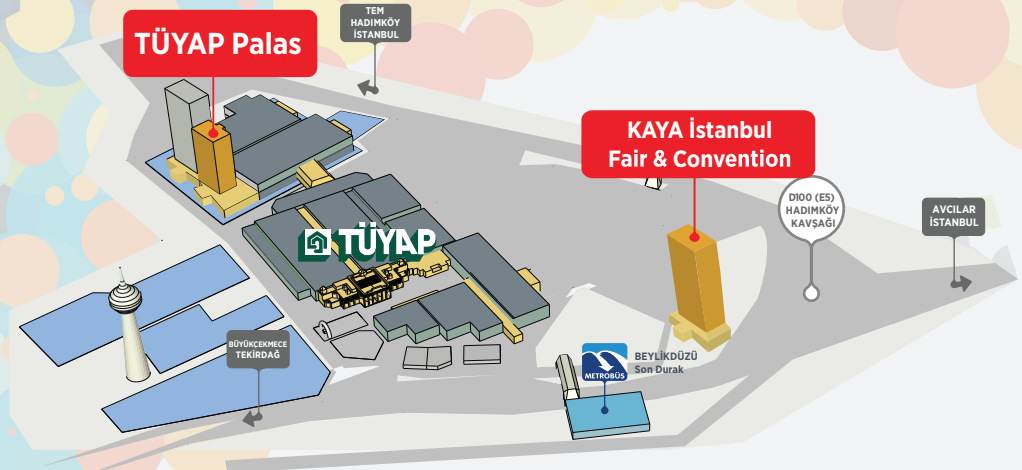 TEM
HADIMKÖY
İSTANBUL
TÜYAP Palas
KAYA İstanbul
Fair & Convention
D100 (E5)
HADIMKÖY
KAVŞAĞI
AVCILAR
İSTANBUL
TÜYAP
BÜYÜKÇEKMECE
TEKİRDAĞ
METROBÜS
BEYLİKDÜZÜ
Son Durak